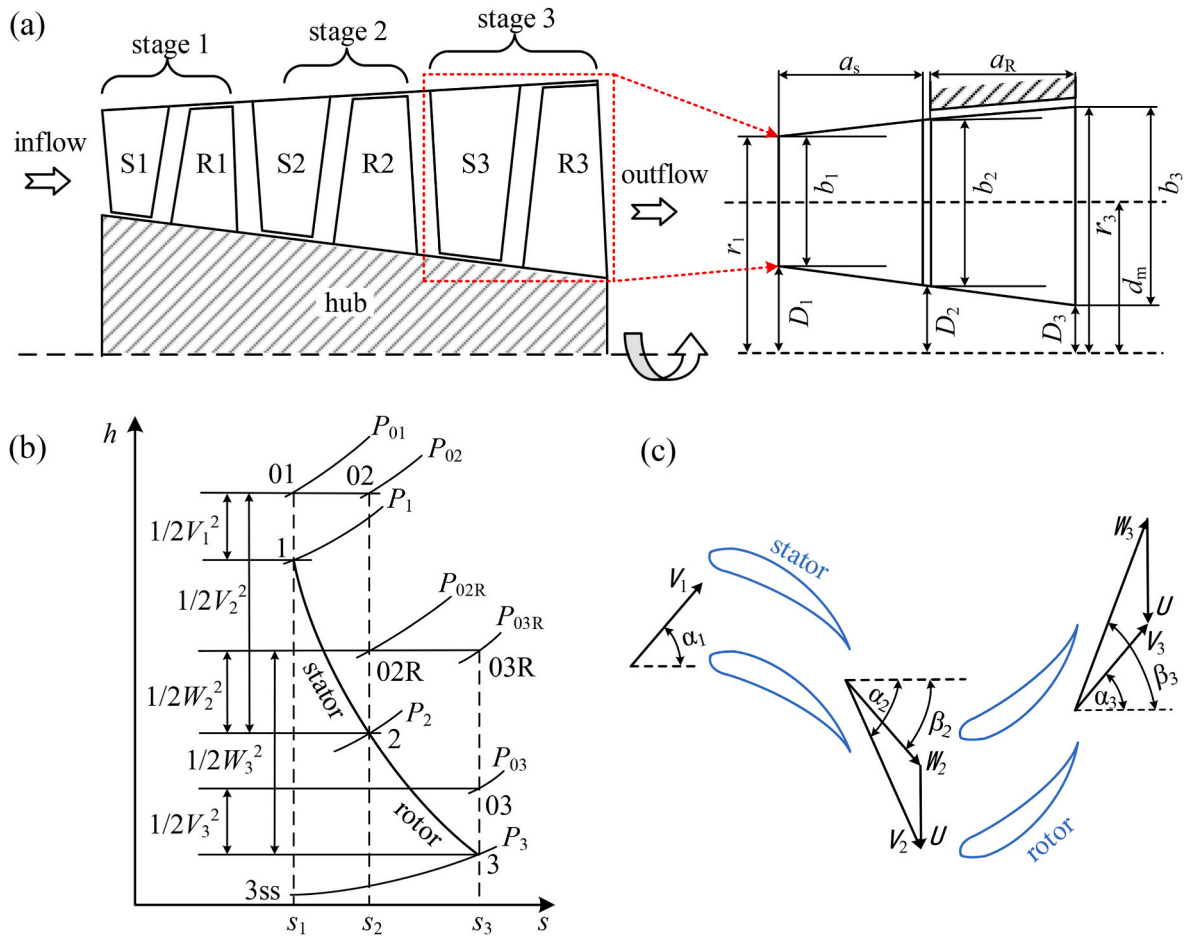 (a)
stage 1
stage 2
stage 3
inflow
S1
R1
S2
R2
S3
R3
outflow
hub
a_s
a_R
b_1
b_2
b_3
r_1
r_3
d_m
D_1
D_2
D_3
(b)
h
P_01
P_02
P_1
01
02
1/2V_1^2
1
1/2V_2^2
P_02R
P_03R
02R
03R
stator
1/2W_2^2
P_2
2
1/2W_3^2
P_03
03
rotor
1/2V_3^2
P_3
3
3ss
s_1
s_2
s_3
s
(c)
stator
V_1
α_1
α_2
β_2
W_2
V_2
U
W_3
U
V_3
β_3
α_3
rotor